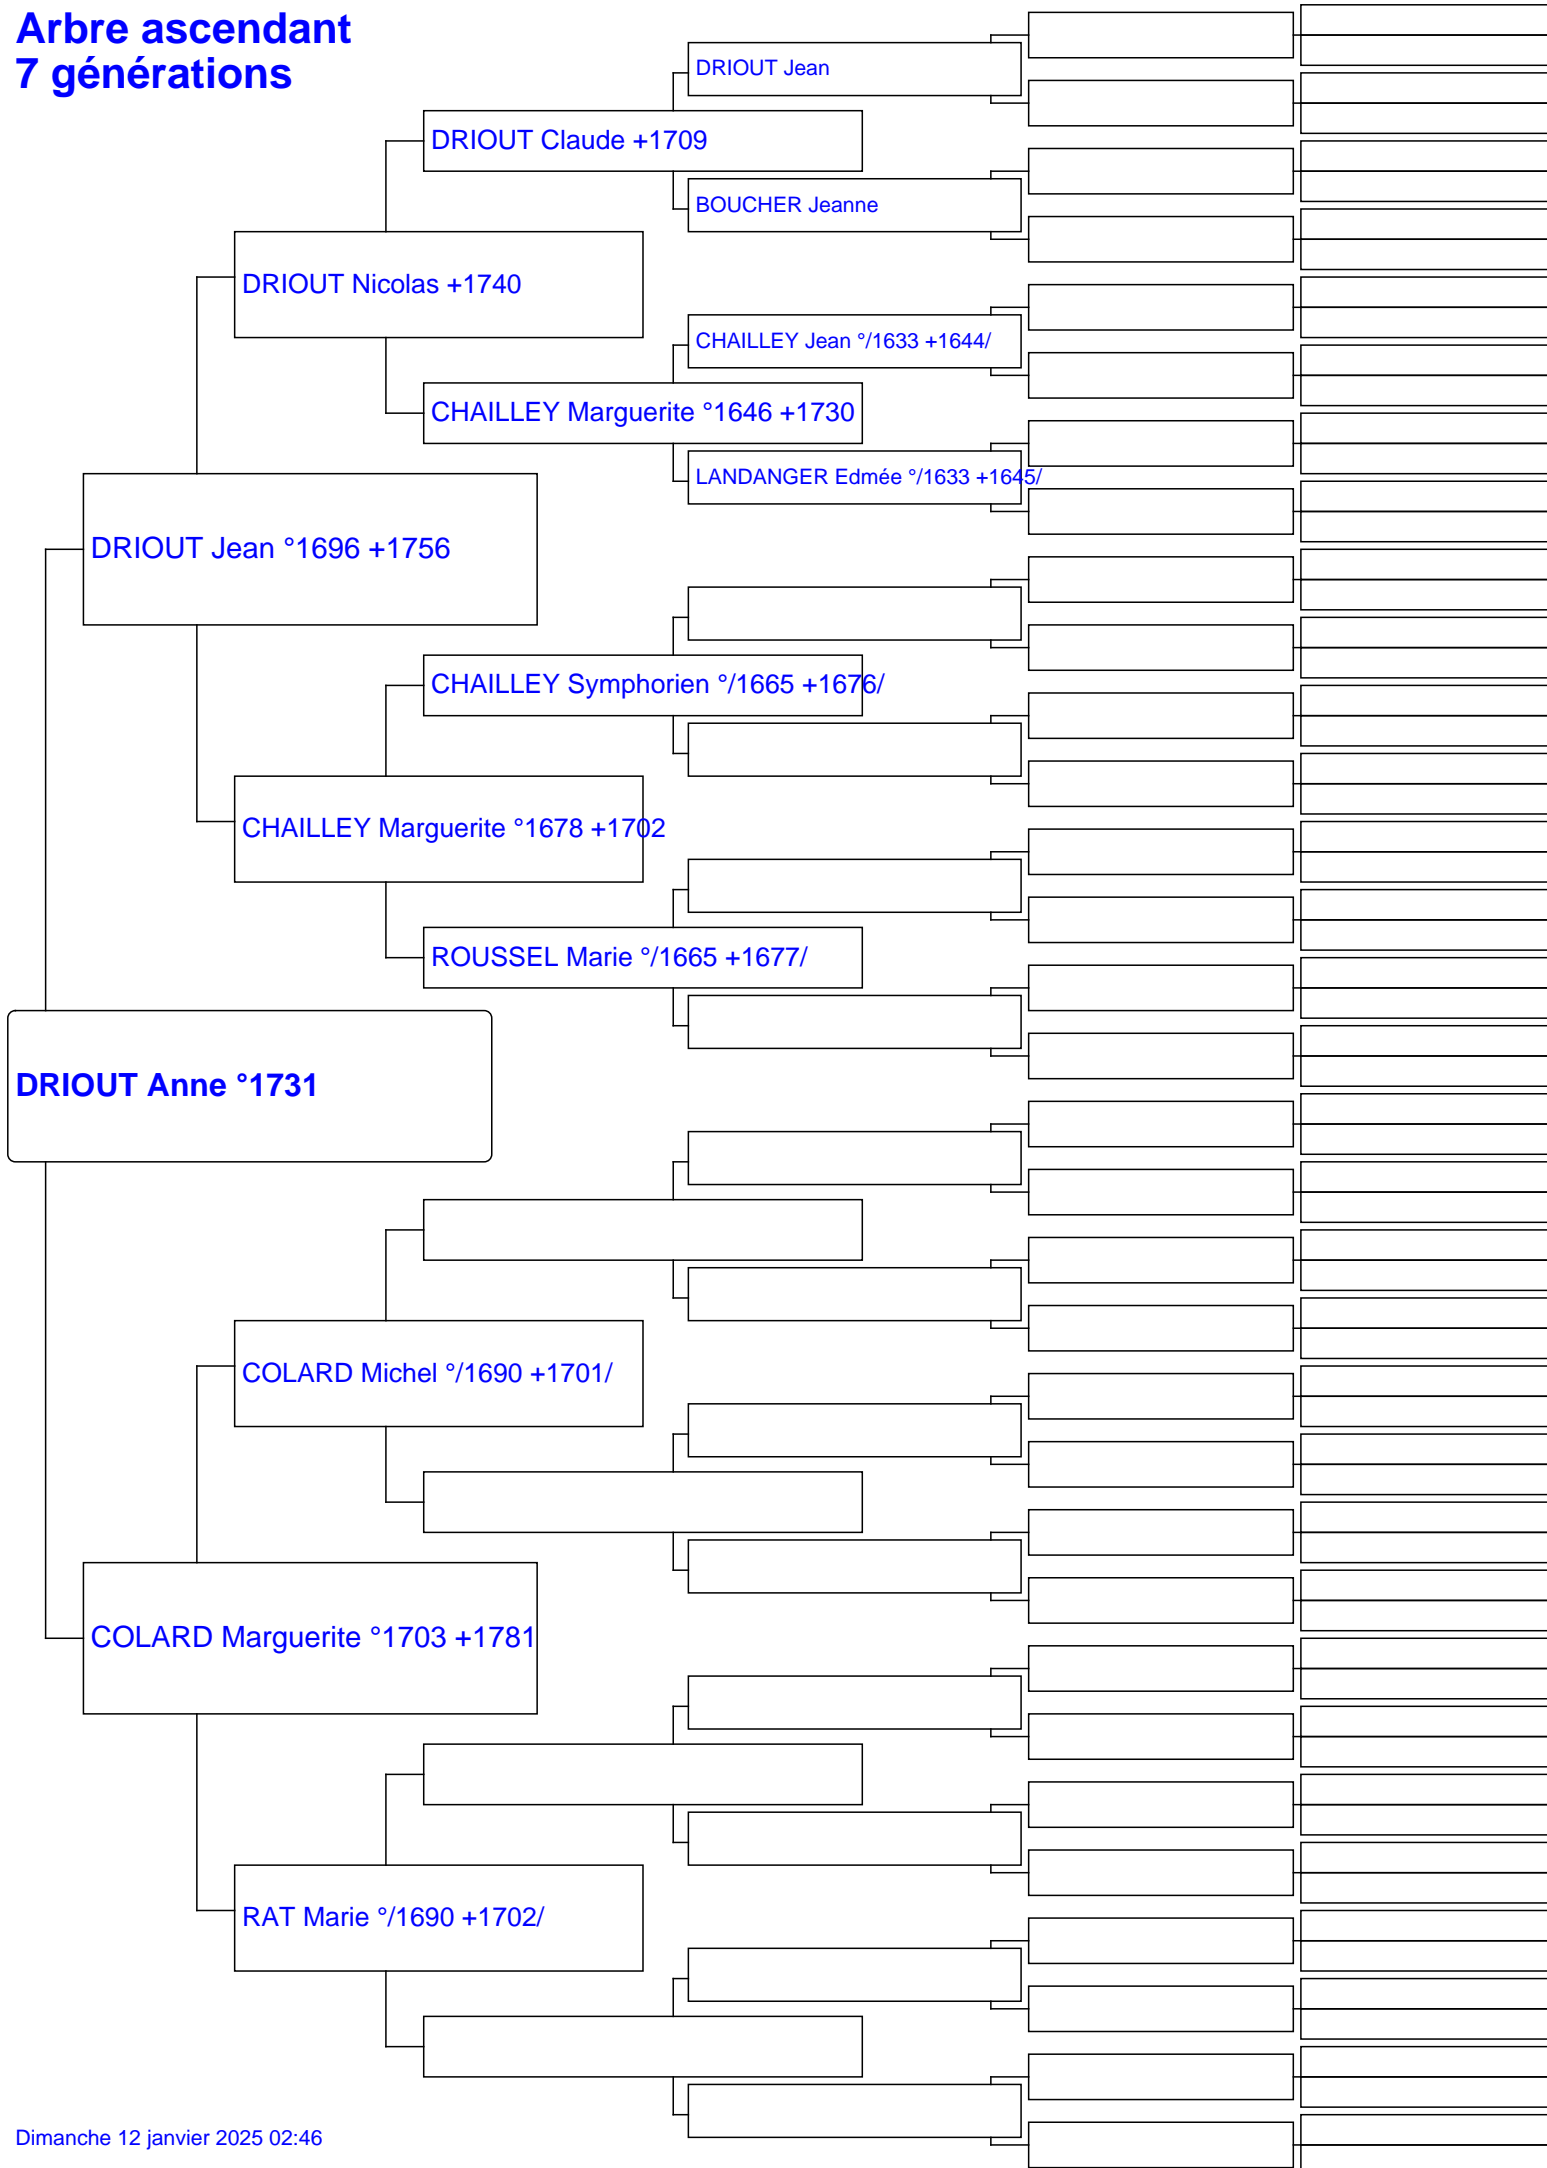 Arbre ascendant
7 générations
DRIOUT Jean
DRIOUT Claude +1709
BOUCHER Jeanne
DRIOUT Nicolas +1740
CHAILLEY Jean °/1633 +1644/
CHAILLEY Marguerite °1646 +1730
LANDANGER Edmée °/1633 +1645/
DRIOUT Jean °1696 +1756
CHAILLEY Symphorien °/1665 +1676/
CHAILLEY Marguerite °1678 +1702
ROUSSEL Marie °/1665 +1677/
DRIOUT Anne °1731
COLARD Michel °/1690 +1701/
COLARD Marguerite °1703 +1781
RAT Marie °/1690 +1702/
Dimanche 12 janvier 2025 02:46